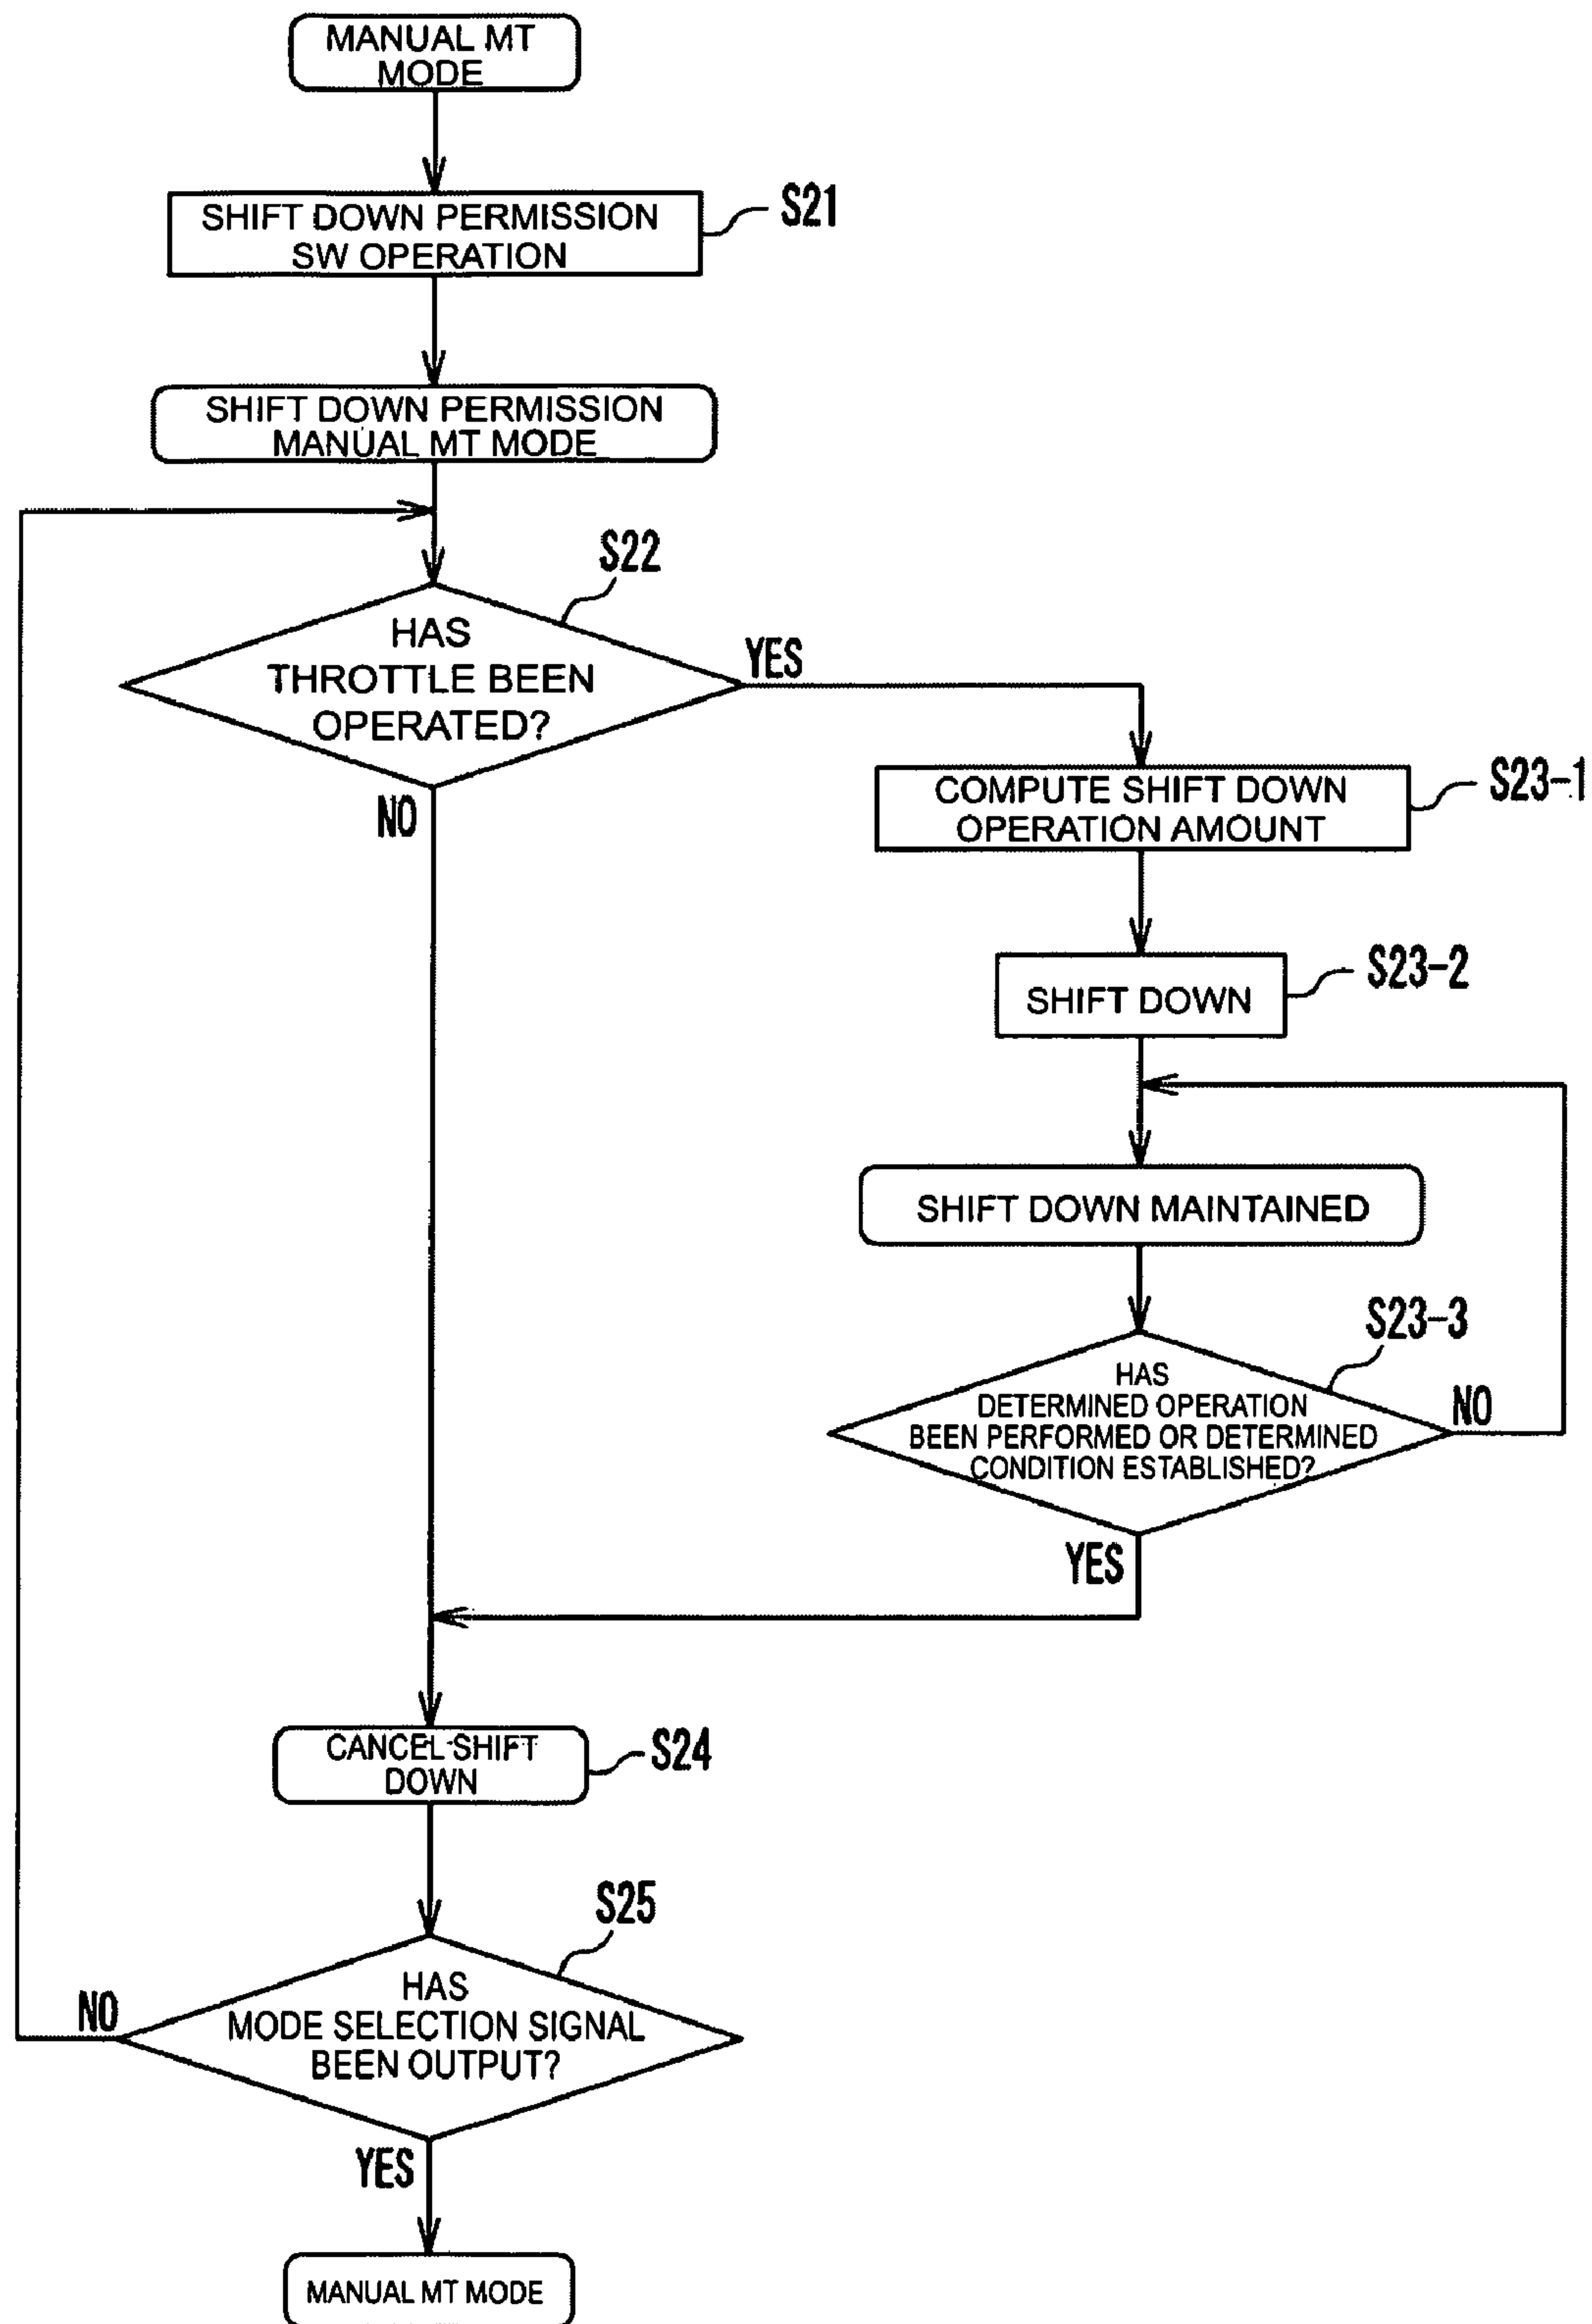 MANUAL MT
MODE
SHIFT DOWN PERMISSION
SW OPERATION
S21
SHIFT DOWN PERMISSION
MANUAL MT MODE
S22
HAS
THROTTLE BEEN
OPERATED?
YES
NO
COMPUTE SHIFT DOWN
OPERATION AMOUNT
S23-1
SHIFT DOWN
S23-2
SHIFT DOWN MAINTAINED
S23-3
HAS
DETERMINED OPERATION
BEEN PERFORMED OR DETERMINED
CONDITION ESTABLISHED?
NO
YES
CANCEL SHIFT
DOWN
S24
S25
HAS
MODE SELECTION SIGNAL
BEEN OUTPUT?
NO
YES
MANUAL MT MODE